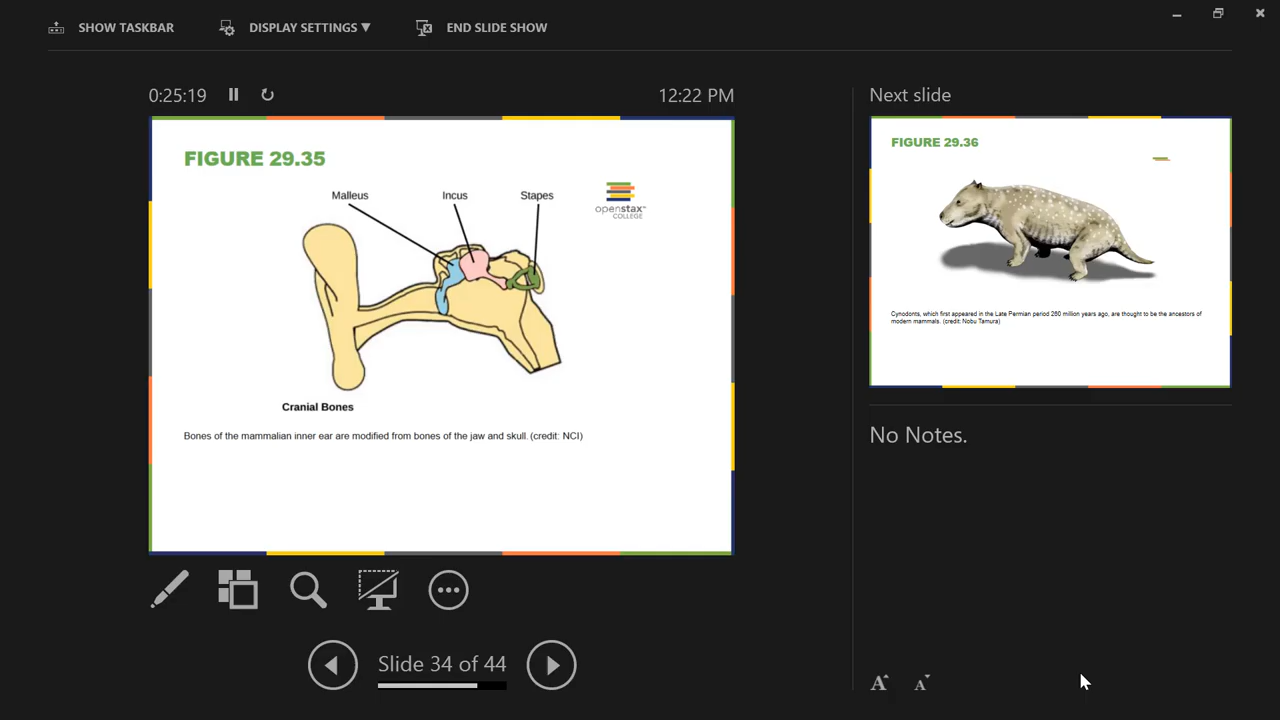 SHOW TASKBAR
DISPLAY SETTINGS ▼
END SLIDE SHOW
0:25:19
12:22 PM
FIGURE 29.35
Malleus
Incus
Stapes
openstax™
COLLEGE
Cranial Bones
Bones of the mammalian inner ear are modified from bones of the jaw and skull. (credit: NCI)
Slide 34 of 44
Next slide
FIGURE 29.36
Cynodonts, which first appeared in the Late Permian period 260 million years ago, are thought to be the ancestors of
modern mammals. (credit: Nobu Tamura)
No Notes.
A A